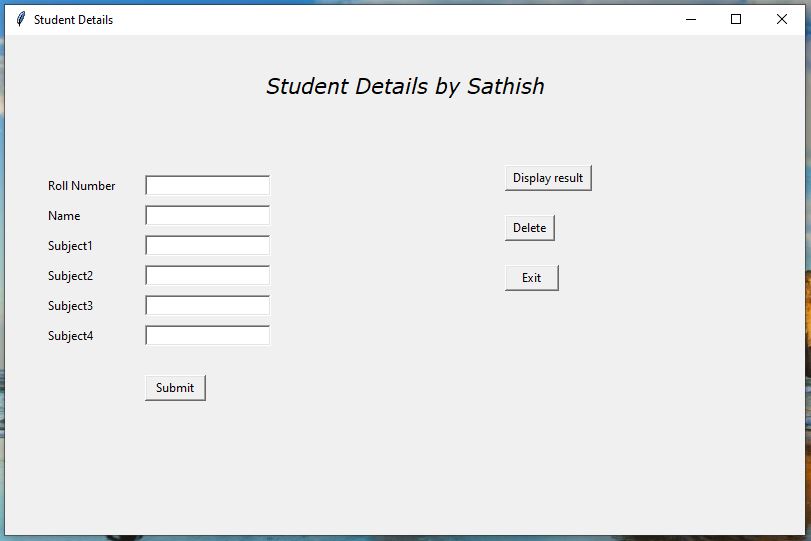 Student Details
Student Details by Sathish
Roll Number
Name
Subject1
Subject2
Subject3
Subject4
Submit
Display result
Delete
Exit